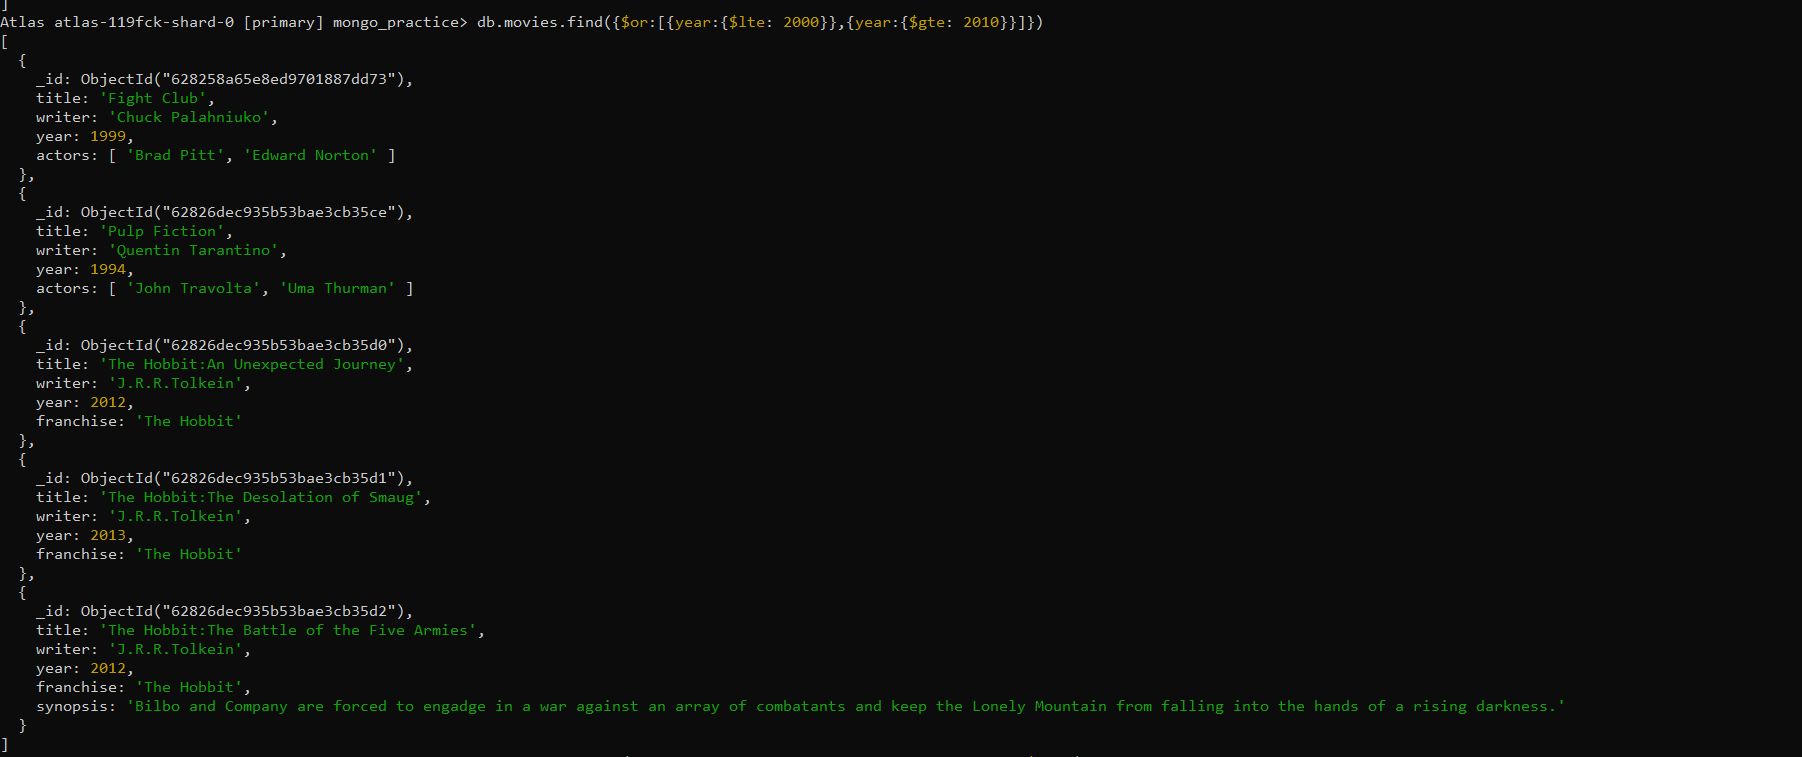 ]
Atlas atlas-119fck-shard-0 [primary] mongo_practice> db.movies.find({$or:[{year:{$lte: 2000}},{year:{$gte: 2010}}]})
[
  {
    _id: ObjectId("628258a65e8ed9701887dd73"),
    title: 'Fight Club',
    writer: 'Chuck Palahniuko',
    year: 1999,
    actors: [ 'Brad Pitt', 'Edward Norton' ]
  },
  {
    _id: ObjectId("62826dec935b53bae3cb35ce"),
    title: 'Pulp Fiction',
    writer: 'Quentin Tarantino',
    year: 1994,
    actors: [ 'John Travolta', 'Uma Thurman' ]
  },
  {
    _id: ObjectId("62826dec935b53bae3cb35d0"),
    title: 'The Hobbit:An Unexpected Journey',
    writer: 'J.R.R.Tolkein',
    year: 2012,
    franchise: 'The Hobbit'
  },
  {
    _id: ObjectId("62826dec935b53bae3cb35d1"),
    title: 'The Hobbit:The Desolation of Smaug',
    writer: 'J.R.R.Tolkein',
    year: 2013,
    franchise: 'The Hobbit'
  },
  {
    _id: ObjectId("62826dec935b53bae3cb35d2"),
    title: 'The Hobbit:The Battle of the Five Armies',
    writer: 'J.R.R.Tolkein',
    year: 2012,
    franchise: 'The Hobbit',
    synopsis: 'Bilbo and Company are forced to engadge in a war against an array of combatants and keep the Lonely Mountain from falling into the hands of a rising darkness.'
  }
]